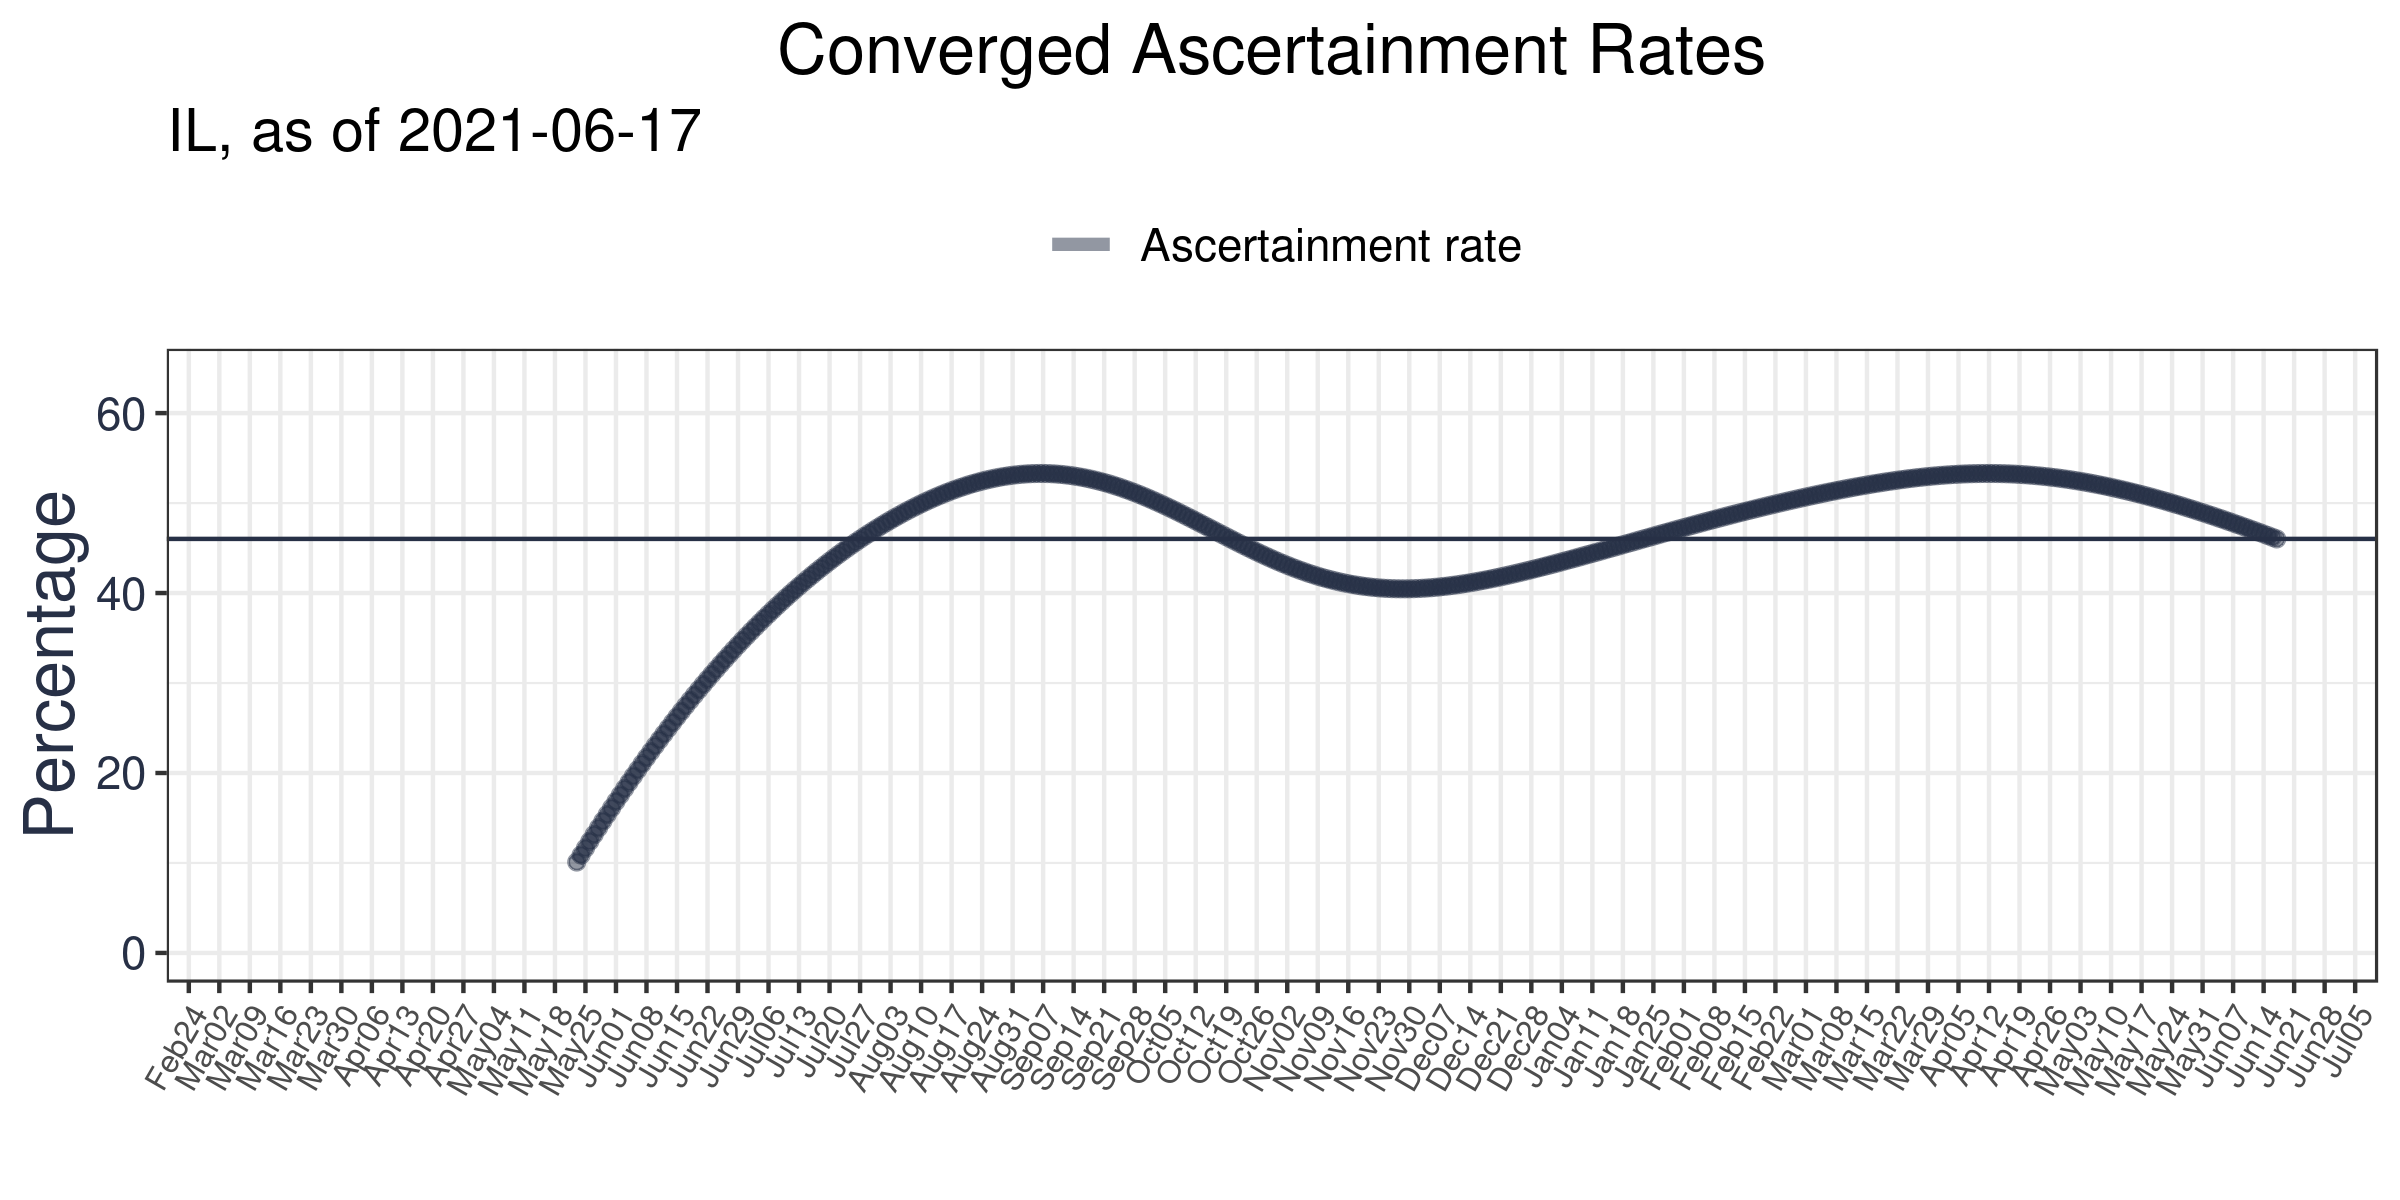 Converged Ascertainment Rates
IL, as of 2021-06-17
Ascertainment rate
Percentage
60
40
20
0
Feb24
Mar02
Mar09
Mar16
Mar23
Mar30
Apr06
Apr13
Apr20
Apr27
May04
May11
May18
May25
Jun01
Jun08
Jun15
Jun22
Jun29
Jul06
Jul13
Jul20
Jul27
Aug03
Aug10
Aug17
Aug24
Aug31
Sep07
Sep14
Sep21
Sep28
Oct05
Oct12
Oct19
Oct26
Nov02
Nov09
Nov16
Nov23
Nov30
Dec07
Dec14
Dec21
Dec28
Jan04
Jan11
Jan18
Jan25
Feb01
Feb08
Feb15
Feb22
Mar01
Mar08
Mar15
Mar22
Mar29
Apr05
Apr12
Apr19
Apr26
May03
May10
May17
May24
May31
Jun07
Jun14
Jun21
Jun28
Jul05